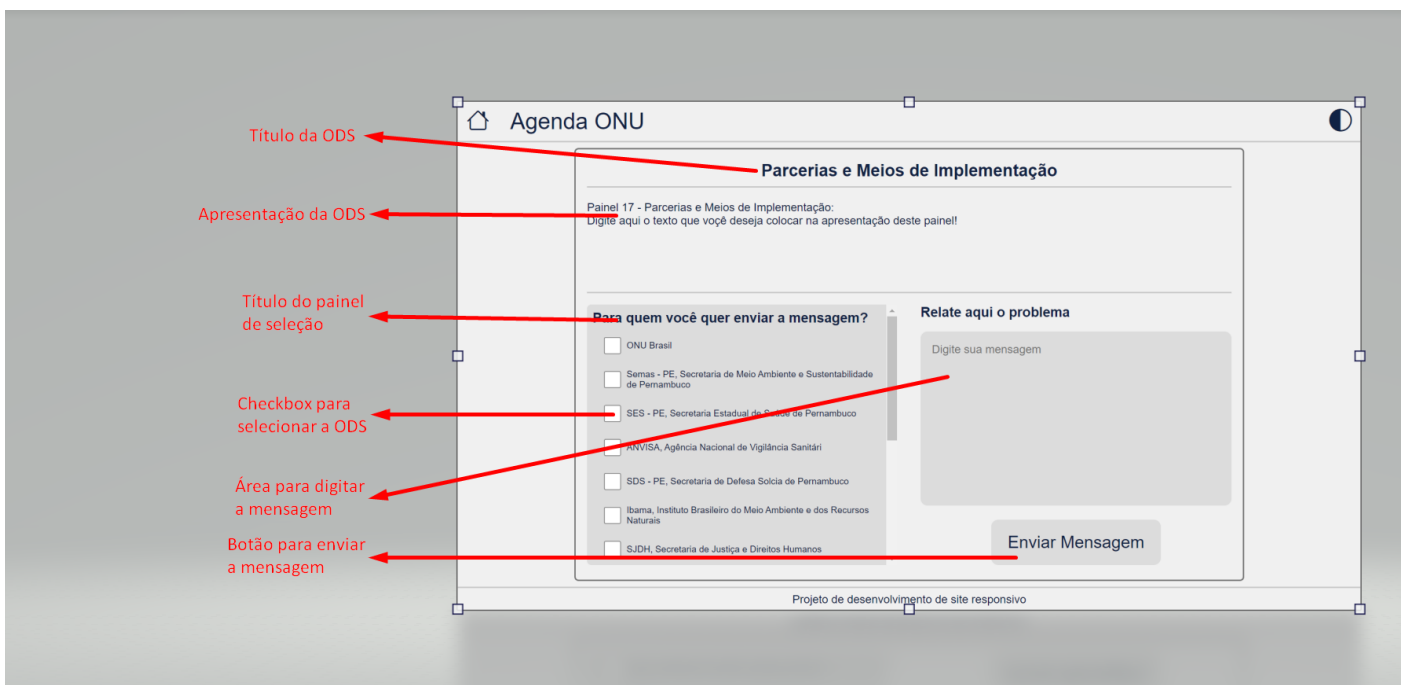 Agenda ONU
Título da ODS
Parcerias e Meios de Implementação
Apresentação da ODS
Painel 17 - Parcerias e Meios de Implementação:
Digite aqui o texto que voçê deseja colocar na apresentação deste painel!
Título do painel
de seleção
Para quem você quer enviar a mensagem?
ONU Brasil
Semas - PE, Secretaria de Meio Ambiente e Sustentabilidade
de Pernambuco
Checkbox para
selecionar a ODS
SES - PE, Secretaria Estadual de Saúde de Pernambuco
ANVISA, Agência Nacional de Vigilância Sanitári
Área para digitar
a mensagem
SDS - PE, Secretaria de Defesa Solcia de Pernambuco
Ibama, Instituto Brasileiro do Meio Ambiente e dos Recursos
Naturais
Botão para enviar
a mensagem
SJDH, Secretaria de Justiça e Direitos Humanos
Relate aqui o problema
Digite sua mensagem
Enviar Mensagem
Projeto de desenvolvimento de site responsivo